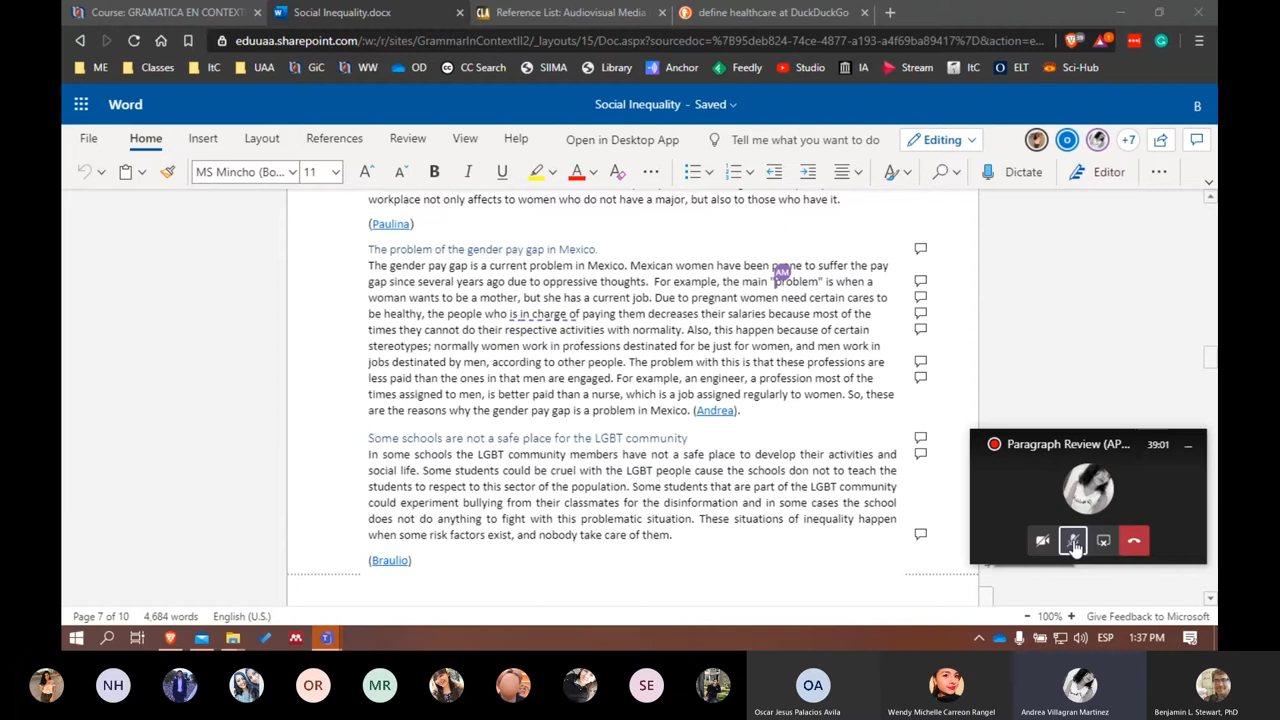 Course: GRAMATICA EN CONTEXT
Social Inequality.docx
Reference List: Audiovisual Media
define healthcare at DuckDuckGo
eduuaa.sharepoint.com/:w:/r/sites/GrammarInContextII2/_layouts/15/Doc.aspx?sourcedoc=%7B95deb824-74ce-4877-a193-a4f69ba89417%7D&action=e...
ME
Classes
ItC
UAA
GiC
WW
OD
CC Search
SIIMA
Library
Anchor
Feedly
Studio
IA
Stream
ItC
ELT
Sci-Hub
Word
Social Inequality - Saved
B
File
Home
Insert
Layout
References
Review
View
Help
Open in Desktop App
Tell me what you want to do
Editing
O
+7
MS Mincho (Bo...
11
Dictate
Editor
workplace not only affects to women who do not have a major, but also to those who have it.
(Paulina)
The problem of the gender pay gap in Mexico.
The gender pay gap is a current problem in Mexico. Mexican women have been to suffer the pay
AM
gap since several years ago due to oppressive thoughts. For example, the main "problem" is when a
woman wants to be a mother, but she has a current job. Due to pregnant women need certain cares to
be healthy, the people who is in charge of paying them decreases their salaries because most of the
times they cannot do their respective activities with normality. Also, this happen because of certain
stereotypes; normally women work in professions destinated for be just for women, and men work in
jobs destinated by men, according to other people. The problem with this is that these professions are
less paid than the ones in that men are engaged. For example, an engineer, a profession most of the
times assigned to men, is better paid than a nurse, which is a job assigned regularly to women. So, these
are the reasons why the gender pay gap is a problem in Mexico. (Andrea).
Some schools are not a safe place for the LGBT community
In some schools the LGBT community members have not a safe place to develop their activities and
social life. Some students could be cruel with the LGBT people cause the schools don not to teach the
students to respect to this sector of the population. Some students that are part of the LGBT community
could experiment bullying from their classmates for the disinformation and in some cases the school
does not do anything to fight with this problematic situation. These situations of inequality happen
when some risk factors exist, and nobody take care of them.
(Braulio)
Paragraph Review (AP...
39:01
Page 7 of 10
4,684 words
English (U.S.)
100%
Give Feedback to Microsoft
ESP
1:37 PM
NH
OR
MR
SE
OA
Oscar Jesus Palacios Avila
Wendy Michelle Carreon Rangel
Andrea Villagran Martinez
Benjamin L. Stewart, PhD